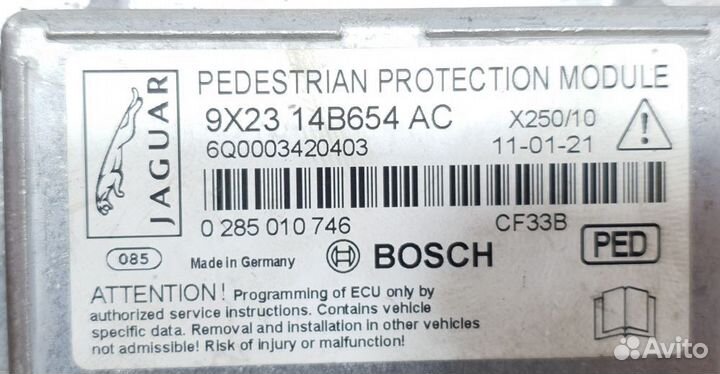 JAGUAR
PEDESTRIAN PROTECTION MODULE
9X23 14B654 AC
X250/10
6Q0003420403
11-01-21
0 285 010 746
CF33B
085
Made in Germany
BOSCH
PED
ATTENTION! Programming of ECU only by
authorized service instructions. Contains vehicle
specific data. Removal and installation in other vehicles
not admissible! Risk of injury or malfunction!
Avito